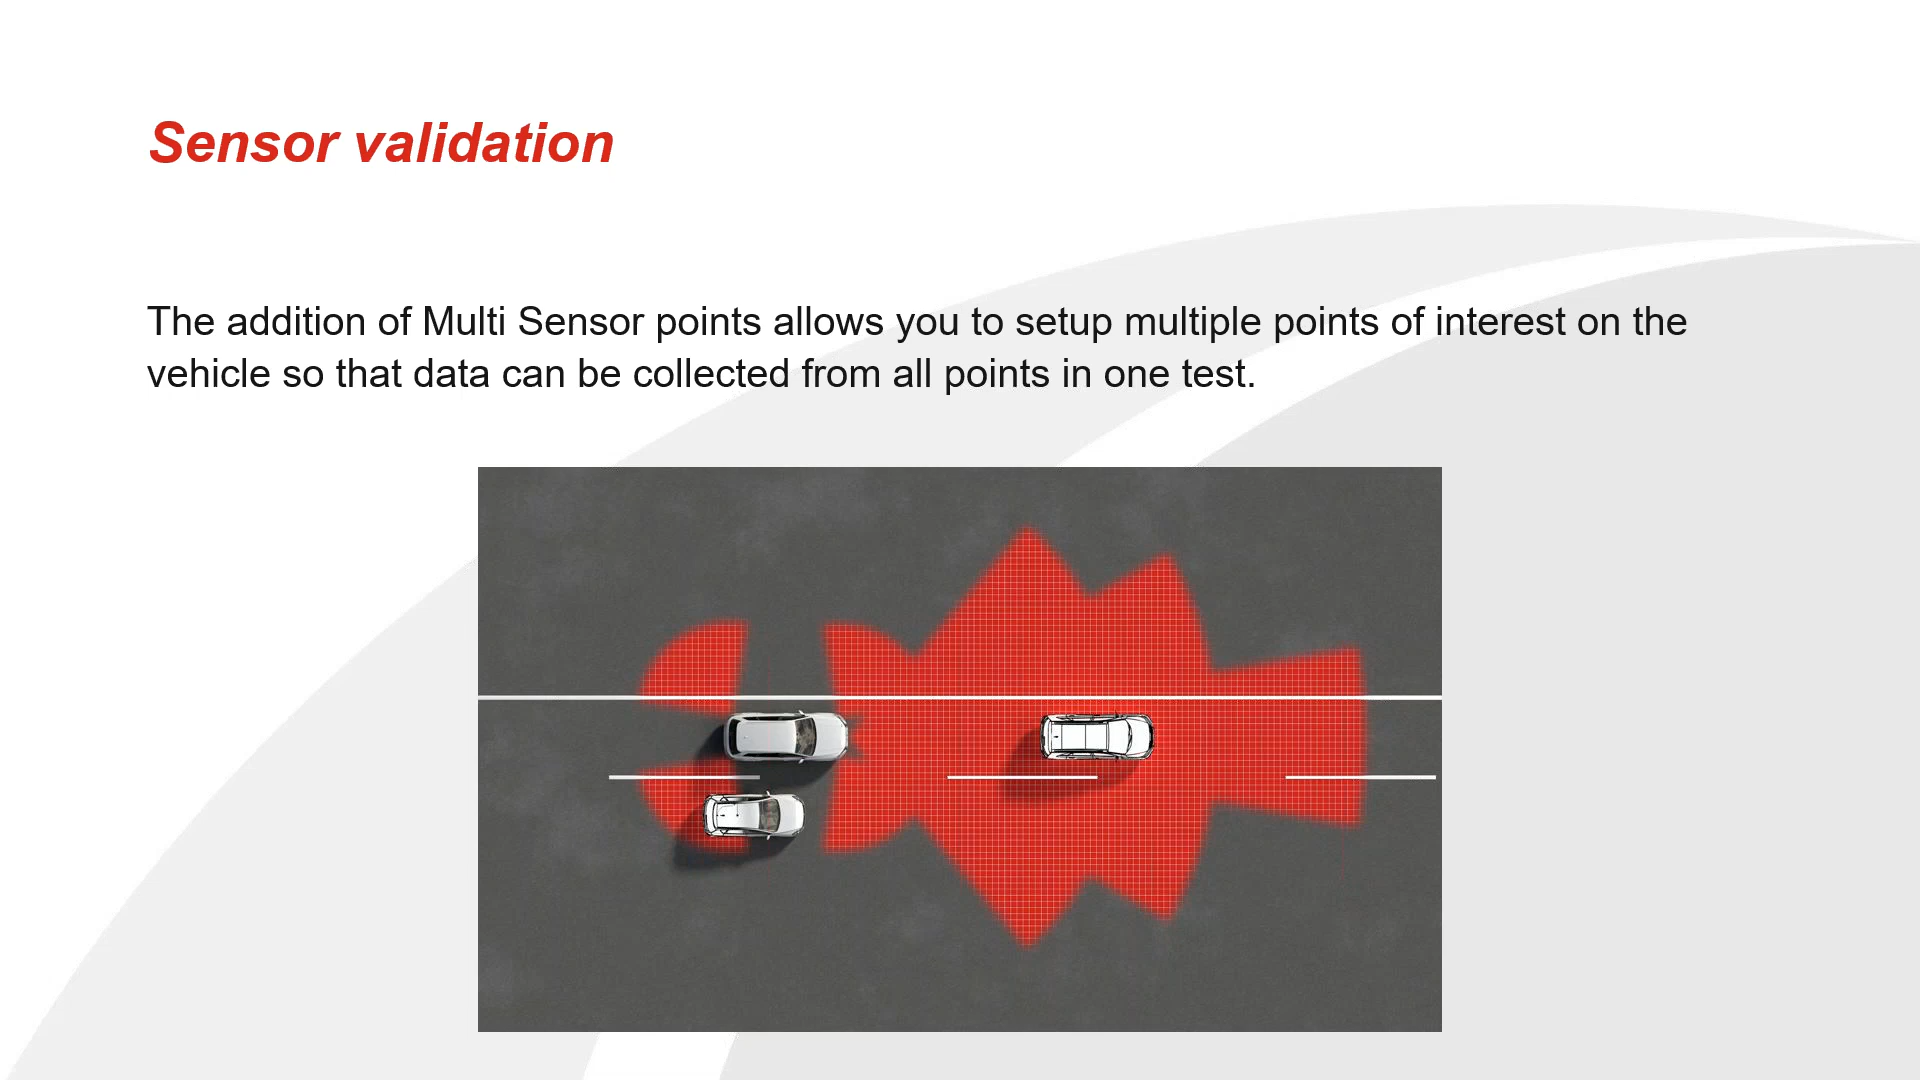 Sensor validation
The addition of Multi Sensor points allows you to setup multiple points of interest on the
vehicle so that data can be collected from all points in one test.